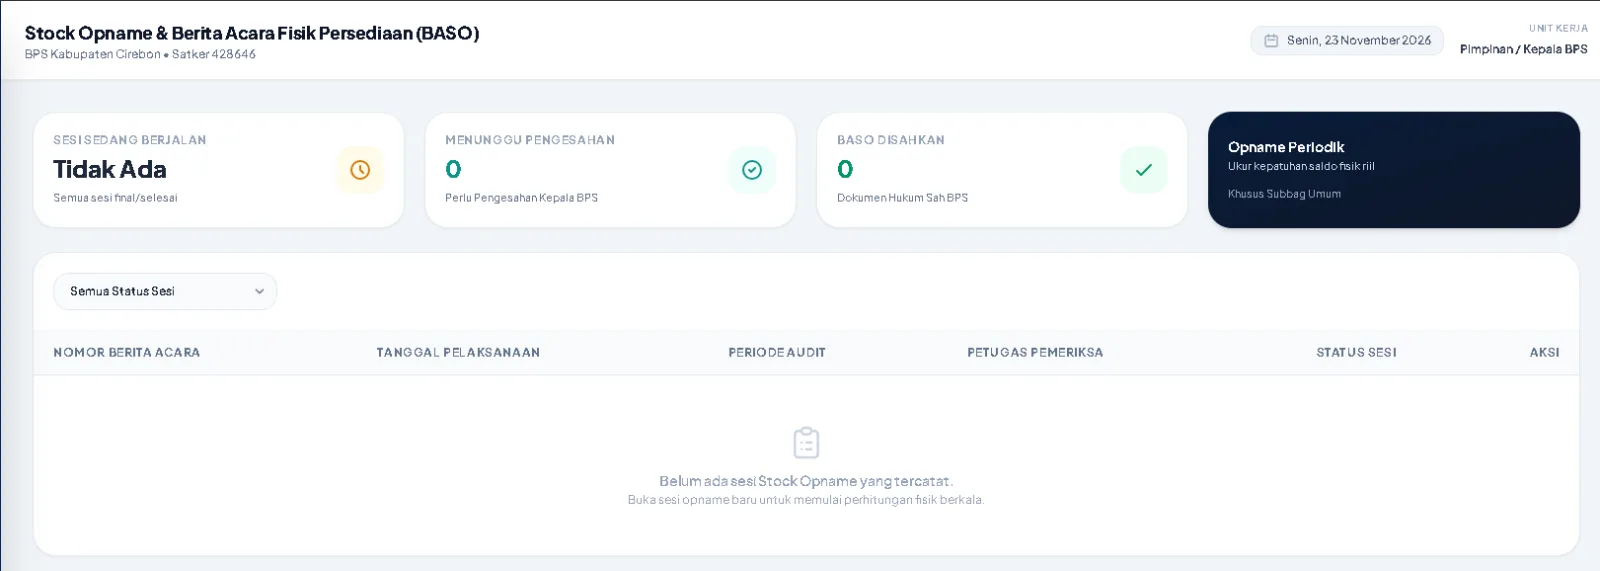 Stock Opname & Berita Acara Fisik Persediaan (BASO)
BPS Kabupaten Cirebon • Satker 428646
Senin, 23 November 2026
UNIT KERJA
Pimpinan / Kepala BPS
SESI SEDANG BERJALAN
Tidak Ada
Semua sesi final/selesai
MENUNGGU PENGESAHAN
0
Perlu Pengesahan Kepala BPS
BASO DISAHKAN
0
Dokumen Hukum Sah BPS
Opname Periodik
Ukur kepatuhan saldo fisik riil
Khusus Subbag Umum
Semua Status Sesi
NOMOR BERITA ACARA TANGGAL PELAKSANAAN PERIODE AUDIT PETUGAS PEMERIKSA STATUS SESI AKSI
Belum ada sesi Stock Opname yang tercatat.
Buka sesi opname baru untuk memulai perhitungan fisik berkala.